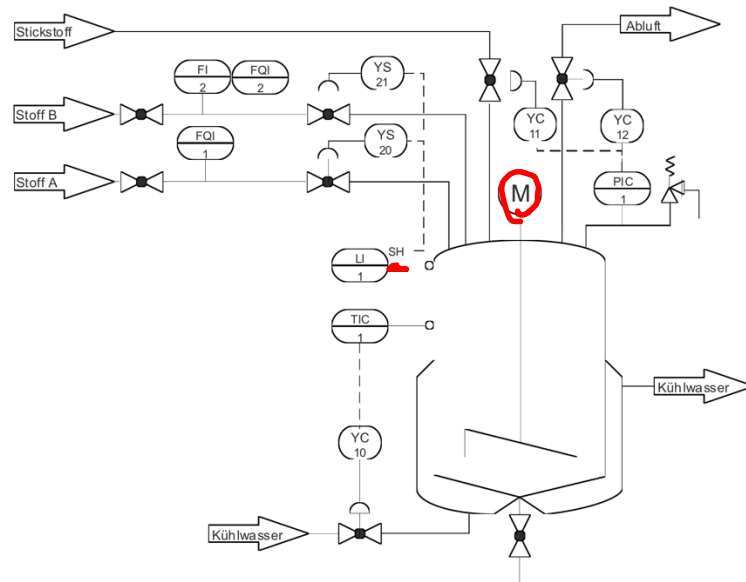 Stickstoff
Abluft
FI
2
FQI
2
YS
21
YC
11
YC
12
Stoff B
FQI
1
YS
20
Stoff A
M
PIC
1
SH
LI
1
TIC
1
Kühlwasser
YC
10
Kühlwasser